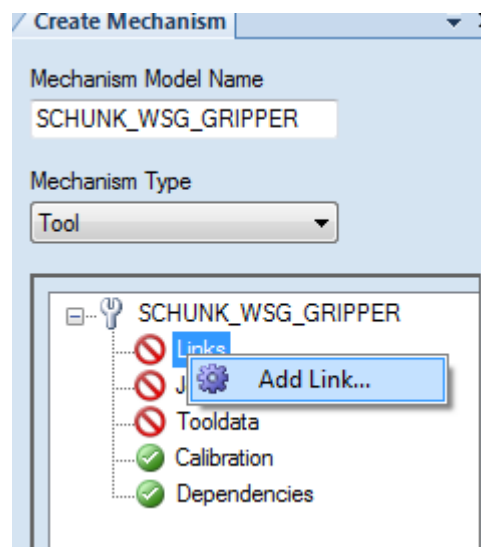 Create Mechanism
Mechanism Model Name
SCHUNK_WSG_GRIPPER
Mechanism Type
Tool
SCHUNK_WSG_GRIPPER
Links
Add Link...
Tooldata
Calibration
Dependencies